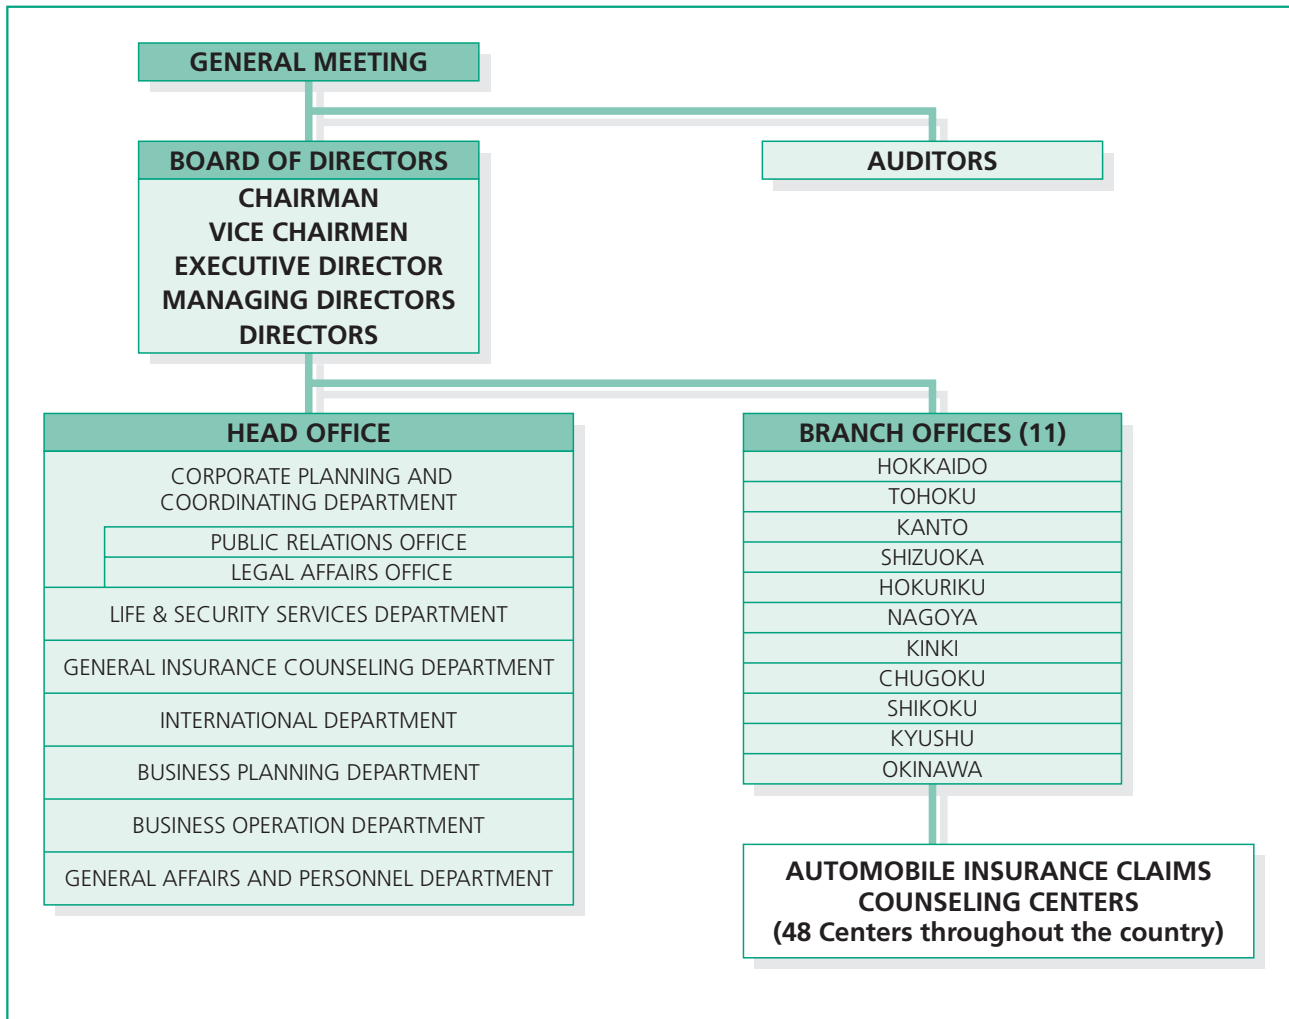 GENERAL MEETING
BOARD OF DIRECTORS
CHAIRMAN
VICE CHAIRMEN
EXECUTIVE DIRECTOR
MANAGING DIRECTORS
DIRECTORS
AUDITORS
HEAD OFFICE
CORPORATE PLANNING AND
COORDINATING DEPARTMENT
PUBLIC RELATIONS OFFICE
LEGAL AFFAIRS OFFICE
LIFE & SECURITY SERVICES DEPARTMENT
GENERAL INSURANCE COUNSELING DEPARTMENT
INTERNATIONAL DEPARTMENT
BUSINESS PLANNING DEPARTMENT
BUSINESS OPERATION DEPARTMENT
GENERAL AFFAIRS AND PERSONNEL DEPARTMENT
BRANCH OFFICES (11)
HOKKAIDO
TOHOKU
KANTO
SHIZUOKA
HOKURIKU
NAGOYA
KINKI
CHUGOKU
SHIKOKU
KYUSHU
OKINAWA
AUTOMOBILE INSURANCE CLAIMS
COUNSELING CENTERS
(48 Centers throughout the country)